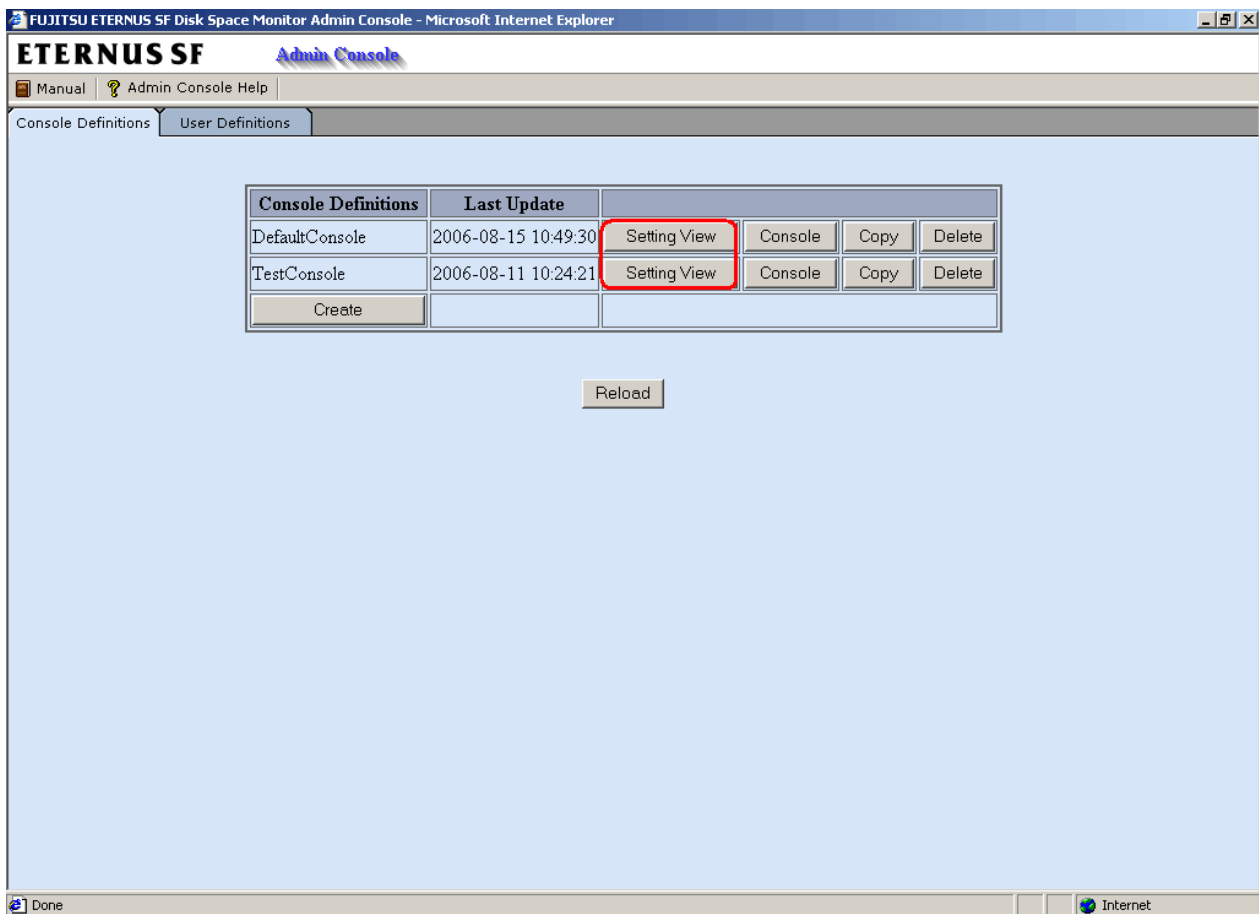 FUJITSU ETERNUS SF Disk Space Monitor Admin Console - Microsoft Internet Explorer
ETERNUS SF Admin Console
Manual Admin Console Help
Console Definitions User Definitions
Console Definitions Last Update
DefaultConsole 2006-08-15 10:49:30 Setting View Console Copy Delete
TestConsole 2006-08-11 10:24:21 Setting View Console Copy Delete
Create
Reload
Done Internet